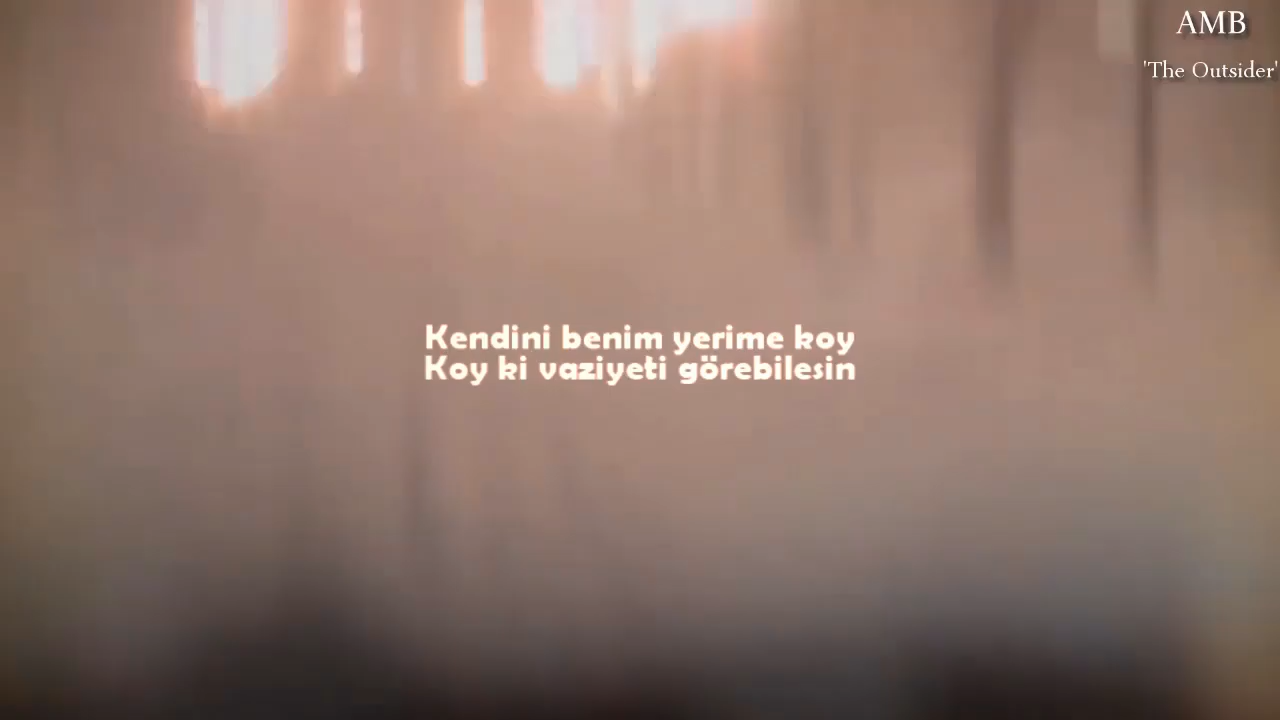 AMB
'The Outsider'
Kendini benim yerime koy
Koy ki vaziyeti görebilesin